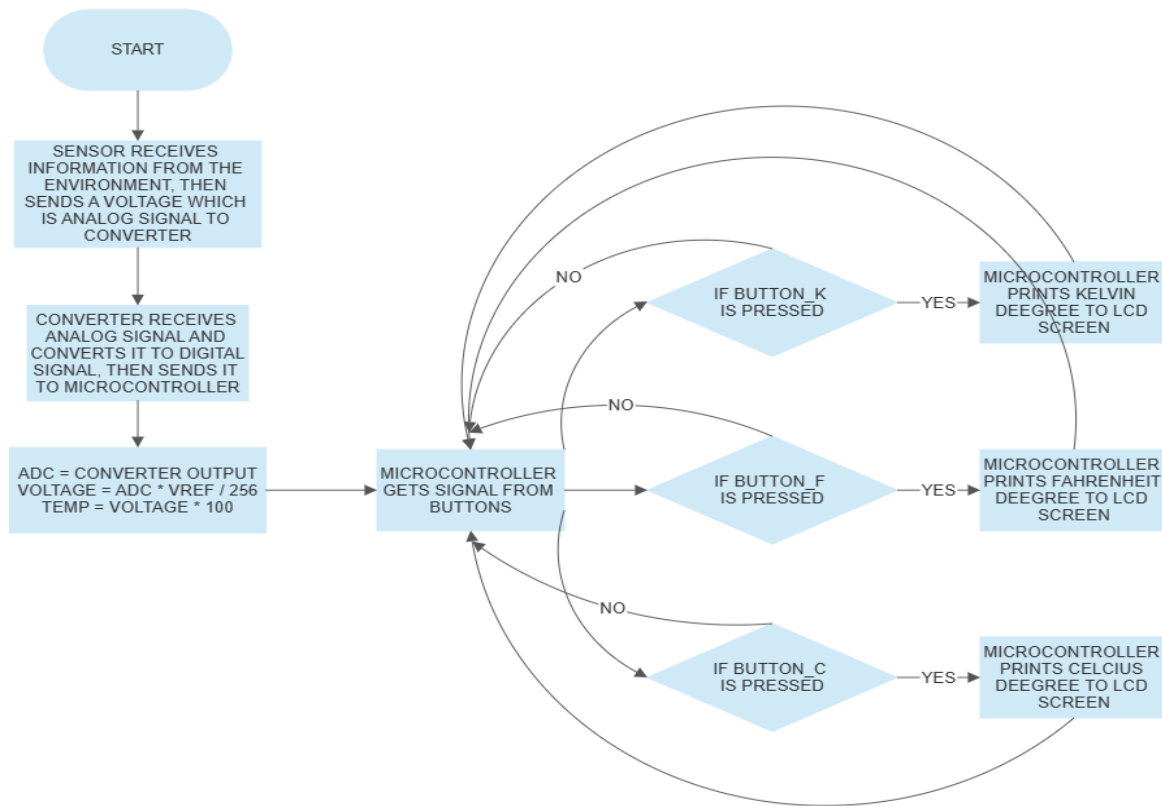 START
SENSOR RECEIVES
INFORMATION FROM THE
ENVIRONMENT, THEN
SENDS A VOLTAGE WHICH
IS ANALOG SIGNAL TO
CONVERTER
CONVERTER RECEIVES
ANALOG SIGNAL AND
CONVERTS IT TO DIGITAL
SIGNAL, THEN SENDS IT
TO MICROCONTROLLER
ADC = CONVERTER OUTPUT
VOLTAGE = ADC * VREF / 256
TEMP = VOLTAGE * 100
MICROCONTROLLER
GETS SIGNAL FROM
BUTTONS
NO
IF BUTTON_K
IS PRESSED
YES
MICROCONTROLLER
PRINTS KELVIN
DEEGREE TO LCD
SCREEN
NO
IF BUTTON_F
IS PRESSED
YES
MICROCONTROLLER
PRINTS FAHRENHEIT
DEEGREE TO LCD
SCREEN
NO
IF BUTTON_C
IS PRESSED
YES
MICROCONTROLLER
PRINTS CELCIUS
DEEGREE TO LCD
SCREEN